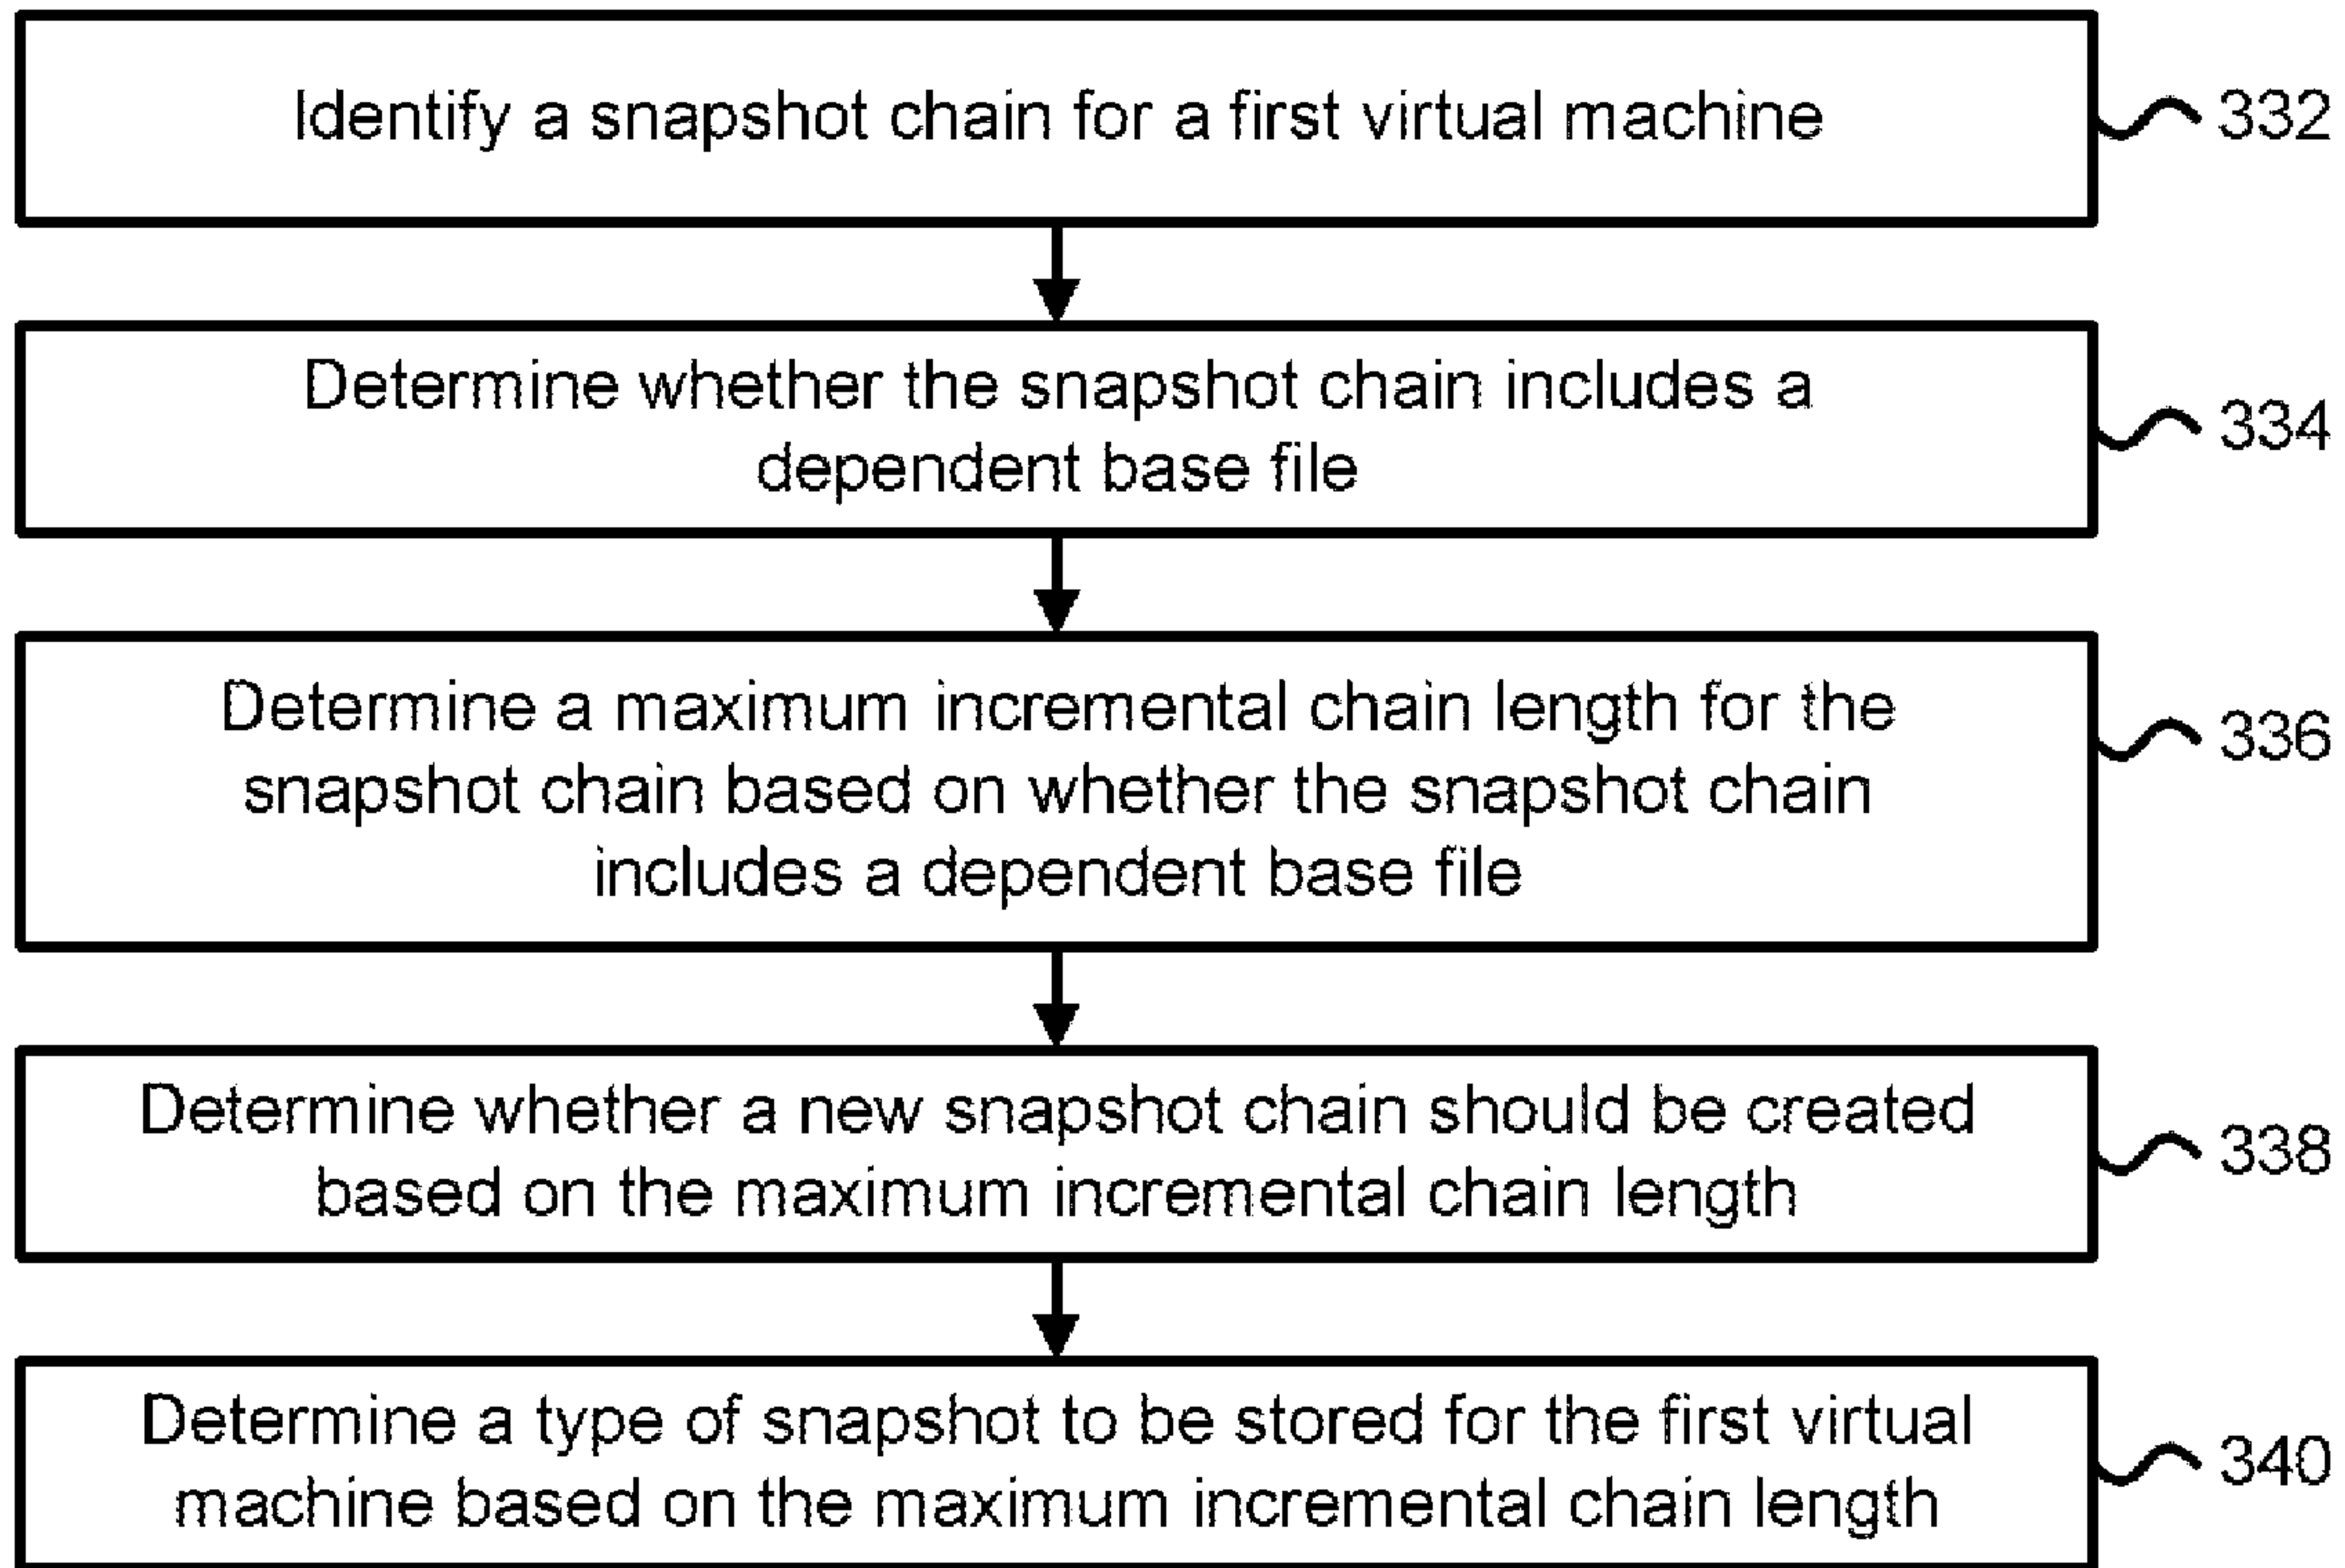 Identify a snapshot chain for a first virtual machine
332
Determine whether the snapshot chain includes a
dependent base file
334
Determine a maximum incremental chain length for the
snapshot chain based on whether the snapshot chain
includes a dependent base file
336
Determine whether a new snapshot chain should be created
based on the maximum incremental chain length
338
Determine a type of snapshot to be stored for the first virtual
machine based on the maximum incremental chain length
340